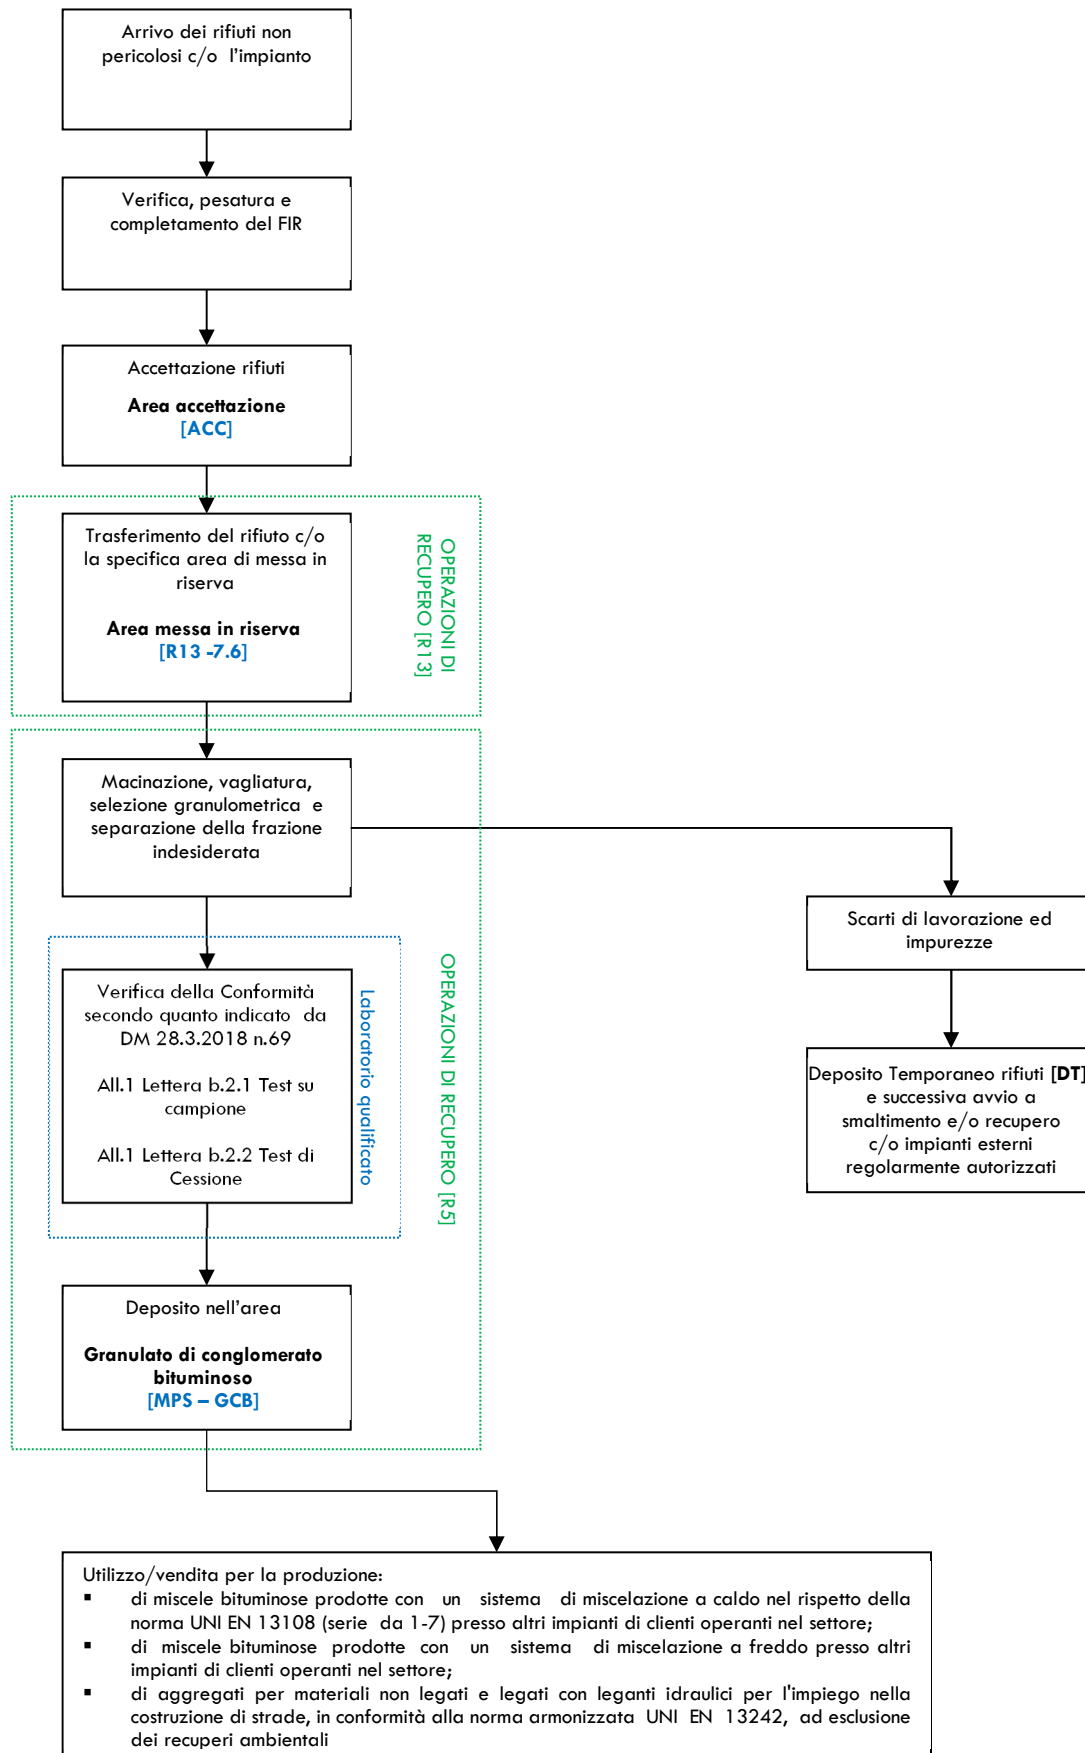 Arrivo dei rifiuti non
pericolosi c/o l'impianto
Verifica, pesatura e
completamento del FIR
Accettazione rifiuti
Area accettazione
[ACC]
Trasferimento del rifiuto c/o
la specifica area di messa in
riserva
Area messa in riserva
[R13 -7.6]
OPERAZIONI DI
RECUPERO [R13]
Macinazione, vagliatura,
selezione granulometrica e
separazione della frazione
indesiderata
Scarti di lavorazione ed
impurezze
Verifica della Conformità
secondo quanto indicato da
DM 28.3.2018 n.69
All.1 Lettera b.2.1 Test su
campione
All.1 Lettera b.2.2 Test di
Cessione
Laboratorio qualificato
OPERAZIONI DI RECUPERO [R5]
Deposito Temporaneo rifiuti [DT]
e successiva avvio a
smaltimento e/o recupero
c/o impianti esterni
regolarmente autorizzati
Deposito nell'area
Granulato di conglomerato
bituminoso
[MPS – GCB]
Utilizzo/vendita per la produzione:
▪ di miscele bituminose prodotte con un sistema di miscelazione a caldo nel rispetto della
norma UNI EN 13108 (serie da 1-7) presso altri impianti di clienti operanti nel settore;
▪ di miscele bituminose prodotte con un sistema di miscelazione a freddo presso altri
impianti di clienti operanti nel settore;
▪ di aggregati per materiali non legati e legati con leganti idraulici per l'impiego nella
costruzione di strade, in conformità alla norma armonizzata UNI EN 13242, ad esclusione
dei recuperi ambientali